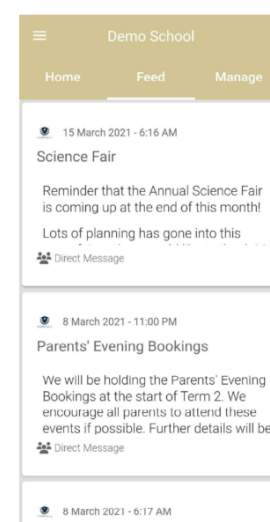 Demo School
Home Feed Manage
15 March 2021 - 6:16 AM
Science Fair
Reminder that the Annual Science Fair
is coming up at the end of this month!
Lots of planning has gone into this
Direct Message
8 March 2021 - 11:00 PM
Parents' Evening Bookings
We will be holding the Parents' Evening
Bookings at the start of Term 2. We
encourage all parents to attend these
events if possible. Further details will be
Direct Message
8 March 2021 - 6:17 AM